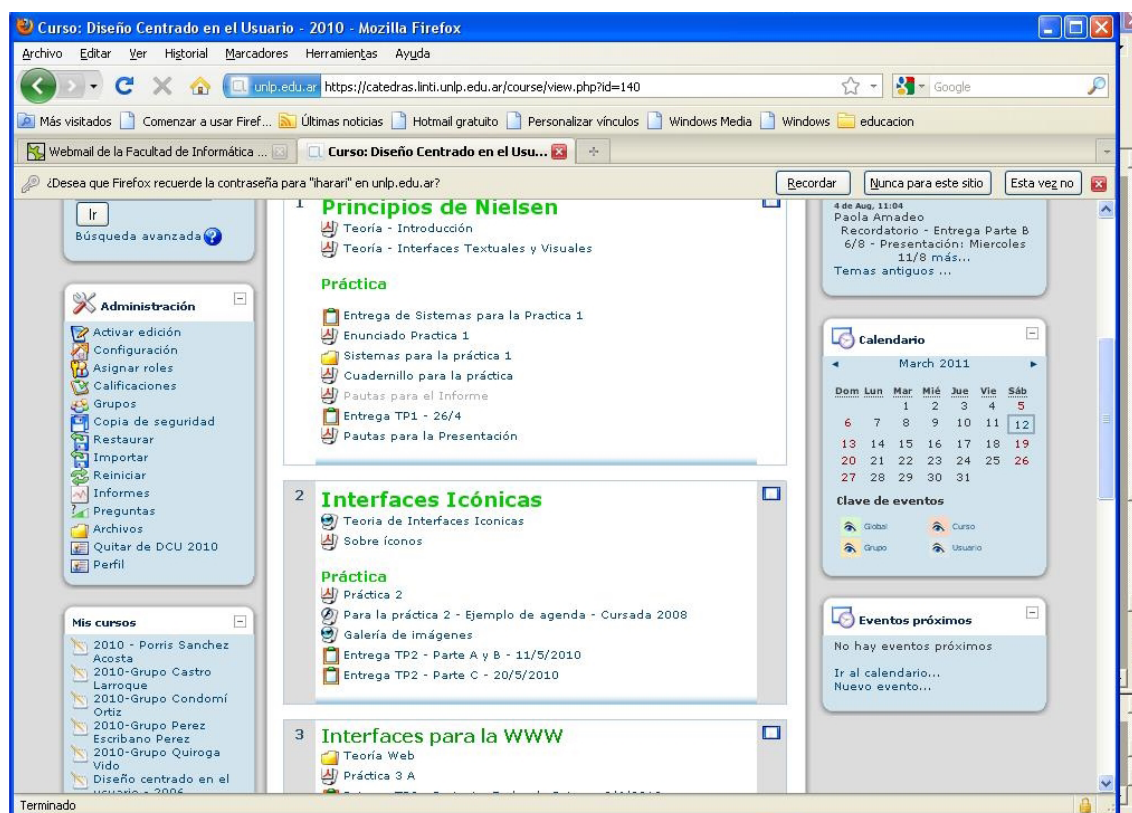 Curso: Diseño Centrado en el Usuario - 2010 - Mozilla Firefox
Archivo Editar Ver Historial Marcadores Herramientas Ayuda
unlp.edu.ar https://catedras.linti.unlp.edu.ar/course/view.php?id=140
Google
Más visitados Comenzar a usar Firef... Últimas noticias Hotmail gratuito Personalizar vínculos Windows Media Windows educacion
Webmail de la Facultad de Informática ... Curso: Diseño Centrado en el Usu...
¿Desea que Firefox recuerde la contraseña para "iharari" en unlp.edu.ar? Recordar Nunca para este sitio Esta vez no
Ir
Búsqueda avanzada
Administración
Activar edición
Configuración
Asignar roles
Calificaciones
Grupos
Copia de seguridad
Restaurar
Importar
Reiniciar
Informes
Preguntas
Archivos
Quitar de DCU 2010
Perfil
Mis cursos
2010 - Porris Sanchez
Acosta
2010-Grupo Castro
Larroque
2010-Grupo Condomí
Ortiz
2010-Grupo Perez
Escribano Perez
2010-Grupo Quiroga
Vido
Diseño centrado en el
usuario - 2006
1 Principios de Nielsen
Teoría - Introducción
Teoría - Interfaces Textuales y Visuales
Práctica
Entrega de Sistemas para la Practica 1
Enunciado Practica 1
Sistemas para la práctica 1
Cuadernillo para la práctica
Pautas para el Informe
Entrega TP1 - 26/4
Pautas para la Presentación
2 Interfaces Icónicas
Teoria de Interfaces Iconicas
Sobre íconos
Práctica
Práctica 2
Para la práctica 2 - Ejemplo de agenda - Cursada 2008
Galería de imágenes
Entrega TP2 - Parte A y B - 11/5/2010
Entrega TP2 - Parte C - 20/5/2010
3 Interfaces para la WWW
Teoría Web
Práctica 3 A
4 de Aug, 11:04
Paola Amadeo
Recordatorio - Entrega Parte B
6/8 - Presentación: Miercoles
11/8 más...
Temas antiguos ...
Calendario
March 2011
Dom Lun Mar Mié Jue Vie Sáb
1 2 3 4 5
6 7 8 9 10 11 12
13 14 15 16 17 18 19
20 21 22 23 24 25 26
27 28 29 30 31
Clave de eventos
Global Curso
Grupo Usuario
Eventos próximos
No hay eventos próximos
Ir al calendario...
Nuevo evento...
Terminado